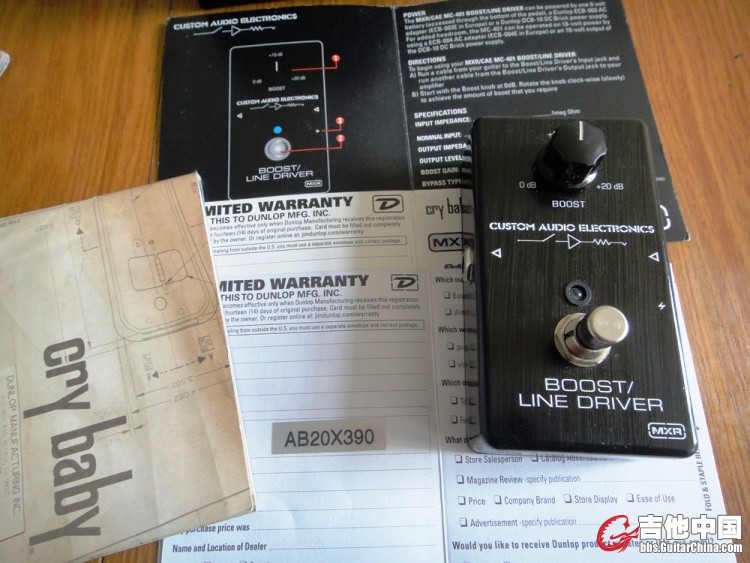 CUSTOM AUDIO ELECTRONICS
+10 dB
0 dB
+20 dB
BOOST
CUSTOM AUDIO ELECTRONICS
BOOST/
LINE DRIVER
MXR
1
3
2
POWER
The MXR/CAE MC-401 BOOST/LINE DRIVER can be powered by one 9-volt
battery (accessed through the bottom of the pedal), a Dunlop ECB-003 AC
adapter (ECB-003E in Europe) or a Dunlop DCB-10 DC Brick power supply.
For added headroom, the MC-401 can be operated on 18-volt power by
using a ECB-004 AC adapter (ECB-004E in Europe) or an 18-volt output of
the DCB-10 DC Brick power supply.
DIRECTIONS
To begin using your MXR/CAE MC-401 BOOST/LINE DRIVER:
A) Run a cable from your guitar to the Boost/Line Driver's Input jack and
run another cable from the Boost/Line Driver's Output jack to your
amplifier
B) Start with the Boost knob at 0dB. Rotate the knob clock-wise (slowly)
to achieve the amount of boost that you require
SPECIFICATIONS
INPUT IMPEDANCE:
1meg Ohm
NOMINAL INPUT
OUTPUT IMPED
OUTPUT LEVEL
BOOST GAIN:
BYPASS TYPE
0 dB
+20 dB
BOOST
CUSTOM AUDIO ELECTRONICS
BOOST/
LINE DRIVER
MXR
MITED WARRANTY
THIS TO DUNLOP MFG. INC.
becomes effective only when Dunlop Manufacturing receives this registration
fourteen (14) days of original purchase. Card must be filled out completely
by the owner. Or register online at: jimdunlop.com/warranty
mailing from outside the U.S. you must use a separate envelope and correct postage.
cry bab
MXR
IMITED WARRANTY
THIS TO DUNLOP MFG. INC.
comes effective only when Dunlop Manufacturing receives this registration
fourteen (14) days of original purchase. Card must be filled out completely
the owner. Or register online at: jimdunlop.com/warranty
ailing from outside the U.S. you must use a separate envelope and correct postage.
AB20X390
purchase price was
Name and Location of Dealer
Store Salesperson
Catalog Advertisement
Magazine Review -specify publication
Price
Company Brand
Store Display
Ease of Use
Advertisement -specify publication
Would you like to receive Dunlop product
FOLD & STAPLE H
cry baby
DUNLOP MANUFACTURING INC.
吉他中国
bbs.GuitarChina.com